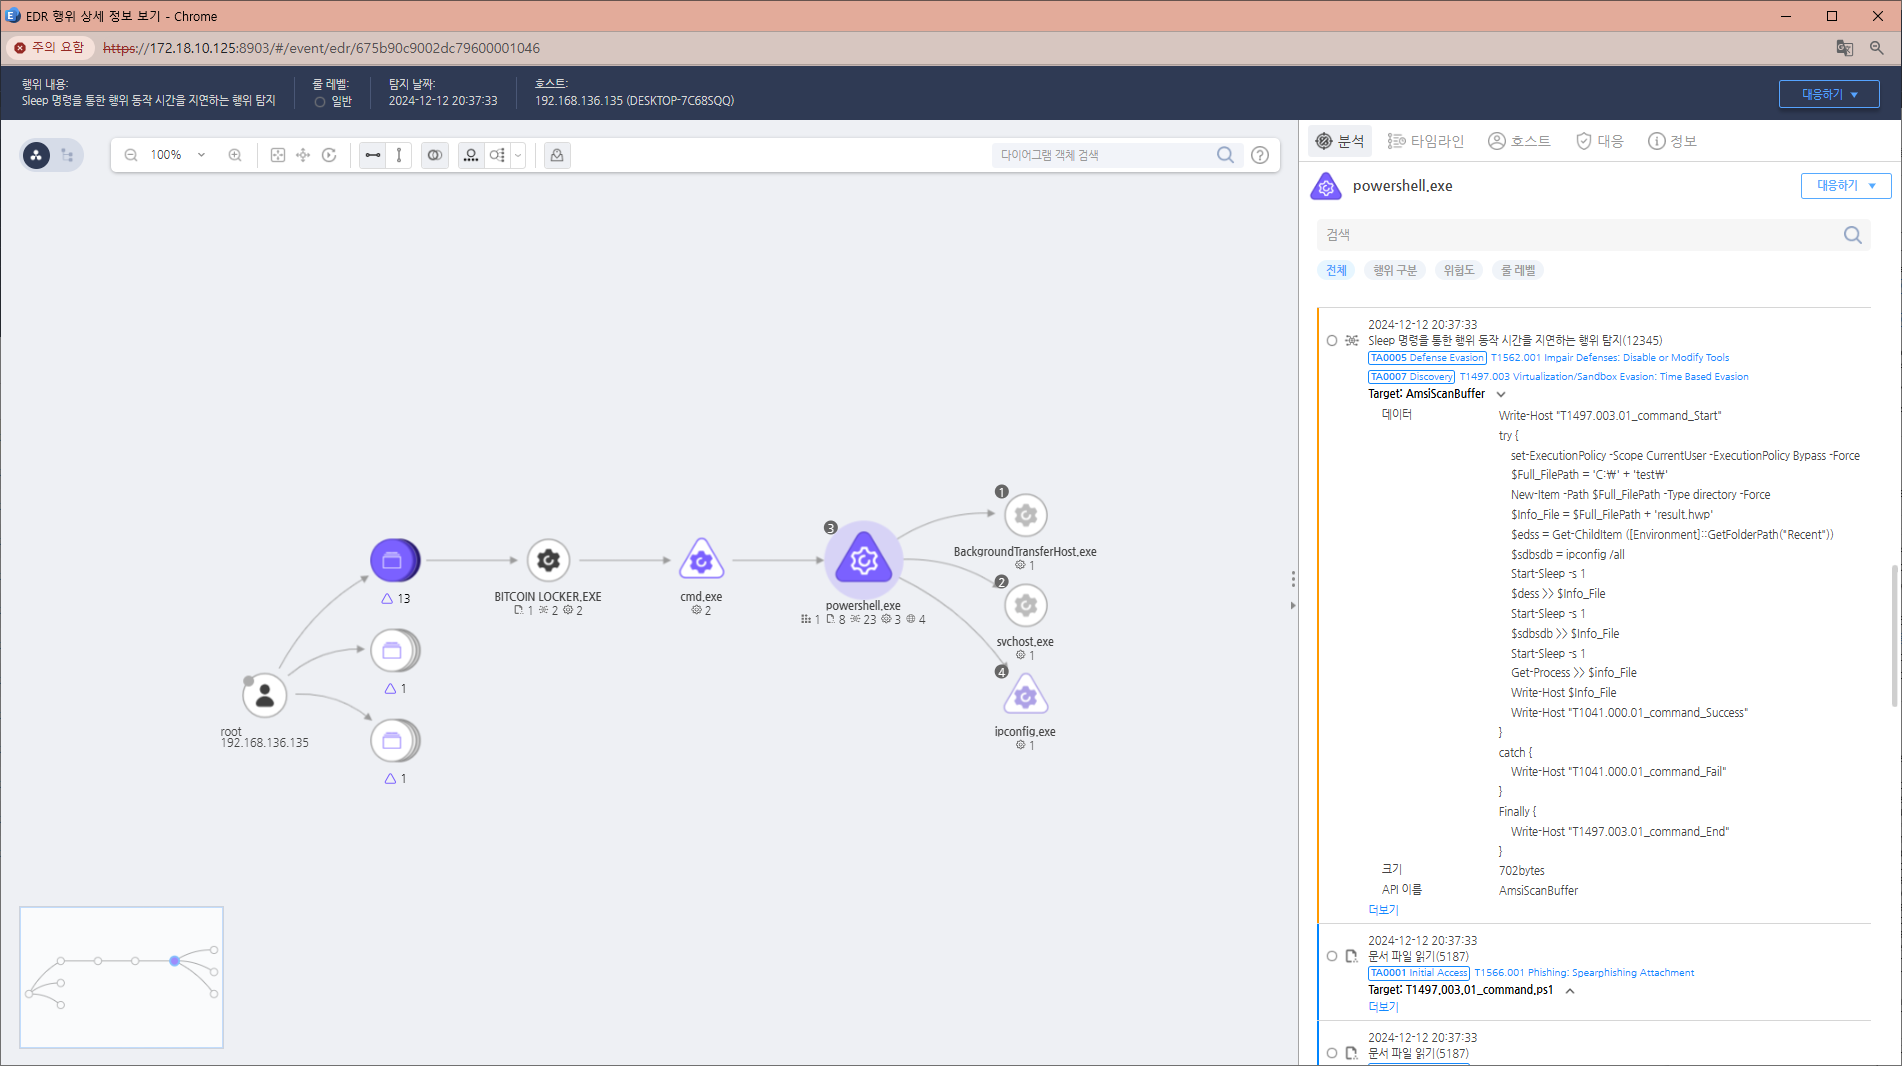 EDR 행위 상세 정보 보기 - Chrome
주의 요함 https://172.18.10.125:8903/#/event/edr/675b90c9002dc79600001046
행위 내용:
Sleep 명령을 통한 행위 동작 시간을 지연하는 행위 탐지
룰 레벨:
일반
탐지 날짜:
2024-12-12 20:37:33
호스트:
192.168.136.135 (DESKTOP-7C68SQQ)
대응하기
100%
다이어그램 객체 검색
13
1
1
root
192.168.136.135
BITCOIN LOCKER.EXE
1 2 2
cmd.exe
2
3
powershell.exe
1 8 23 3 4
1
BackgroundTransferHost.exe
1
2
svchost.exe
1
4
ipconfig.exe
1
분석 타임라인 호스트 대응 정보
powershell.exe
대응하기
검색
전체 행위 구분 위험도 룰 레벨
2024-12-12 20:37:33
Sleep 명령을 통한 행위 동작 시간을 지연하는 행위 탐지(12345)
TA0005 Defense Evasion T1562.001 Impair Defenses: Disable or Modify Tools
TA0007 Discovery T1497.003 Virtualization/Sandbox Evasion: Time Based Evasion
Target: AmsiScanBuffer
데이터 Write-Host "T1497.003.01_command_Start"
try {
set-ExecutionPolicy -Scope CurrentUser -ExecutionPolicy Bypass -Force
$Full_FilePath = 'C:₩' + 'test₩'
New-Item -Path $Full_FilePath -Type directory -Force
$Info_File = $Full_FilePath + 'result.hwp'
$edss = Get-ChildItem ([Environment]::GetFolderPath("Recent"))
$sdbsdb = ipconfig /all
Start-Sleep -s 1
$dess >> $Info_File
Start-Sleep -s 1
$sdbsdb >> $Info_File
Start-Sleep -s 1
Get-Process >> $info_File
Write-Host $Info_File
Write-Host "T1041.000.01_command_Success"
}
catch {
Write-Host "T1041.000.01_command_Fail"
}
Finally {
Write-Host "T1497.003.01_command_End"
}
크기 702bytes
API 이름 AmsiScanBuffer
더보기
2024-12-12 20:37:33
문서 파일 읽기(5187)
TA0001 Initial Access T1566.001 Phishing: Spearphishing Attachment
Target: T1497.003.01_command.ps1
더보기
2024-12-12 20:37:33
문서 파일 읽기(5187)